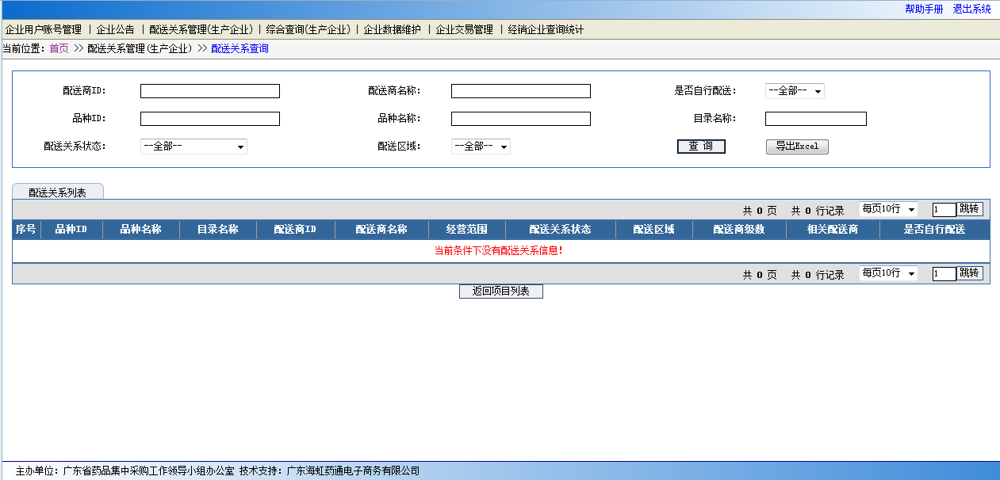 帮助手册 退出系统
企业用户账号管理 | 企业公告 | 配送关系管理(生产企业) | 综合查询(生产企业) | 企业数据维护 | 企业交易管理 | 经销企业查询统计
当前位置：首页 >> 配送关系管理(生产企业) >> 配送关系查询
配送商ID： 配送商名称： 是否自行配送： --全部--
品种ID： 品种名称： 目录名称：
配送关系状态： --全部-- 配送区域： --全部-- 查 询 导出Excel
配送关系列表
共 0 页 共 0 行记录 每页10行 1 跳转
序号 品种ID 品种名称 目录名称 配送商ID 配送商名称 经营范围 配送关系状态 配送区域 配送商级数 相关配送商 是否自行配送
当前条件下没有配送关系信息！
共 0 页 共 0 行记录 每页10行 1 跳转
返回项目列表
主办单位：广东省药品集中采购工作领导小组办公室 技术支持：广东海虹药通电子商务有限公司